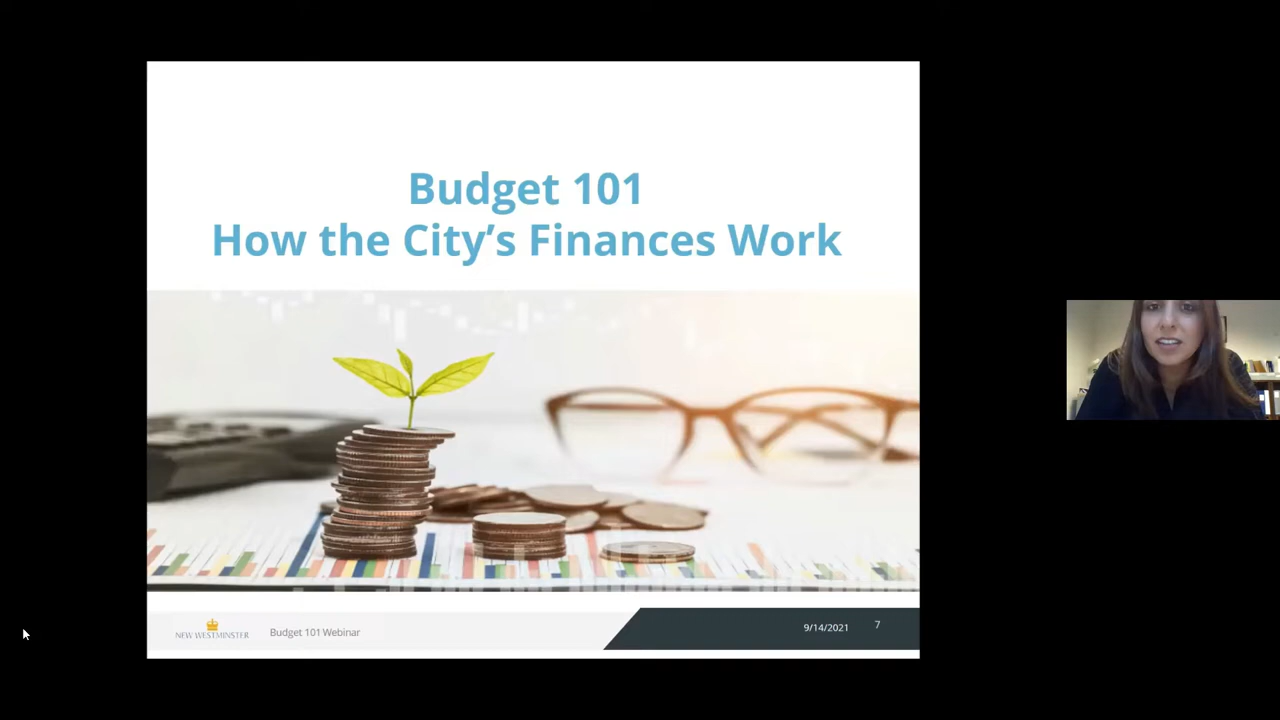 Budget 101
How the City’s Finances Work
NEW WESTMINSTER
Budget 101 Webinar
9/14/2021
7